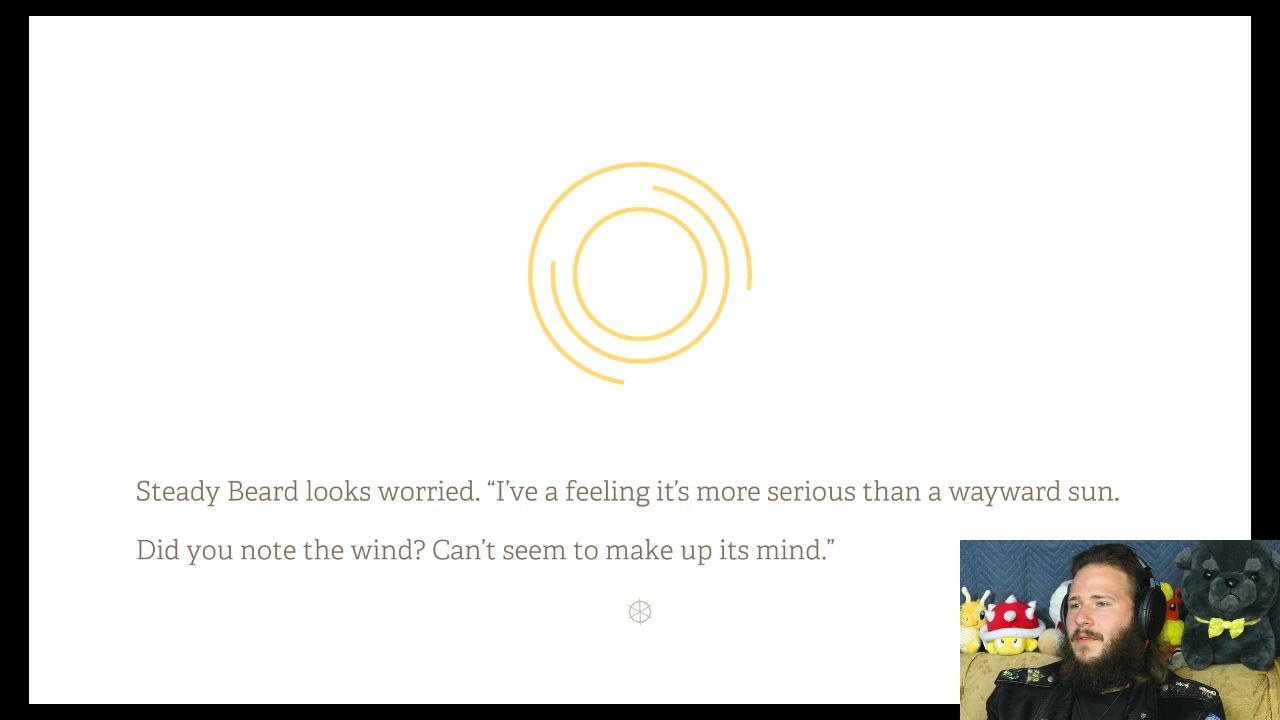 Steady Beard looks worried. “I’ve a feeling it’s more serious than a wayward sun.
Did you note the wind? Can’t seem to make up its mind.”